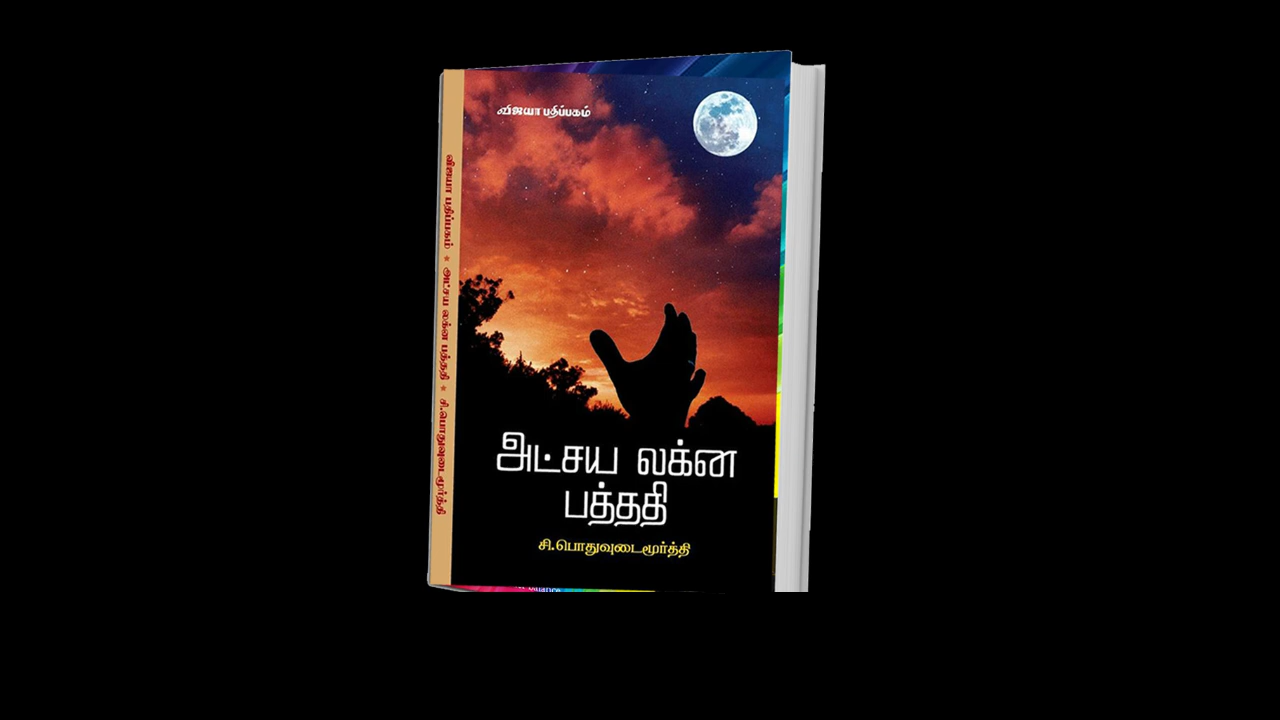 விஜயா பதிப்பகம்
விஜயா பதிப்பகம் * அட்சய லக்ன பத்ததி * சி.பொதுவுடைமூர்த்தி
அட்சய லக்ன
பத்ததி
சி.பொதுவுடைமூர்த்தி